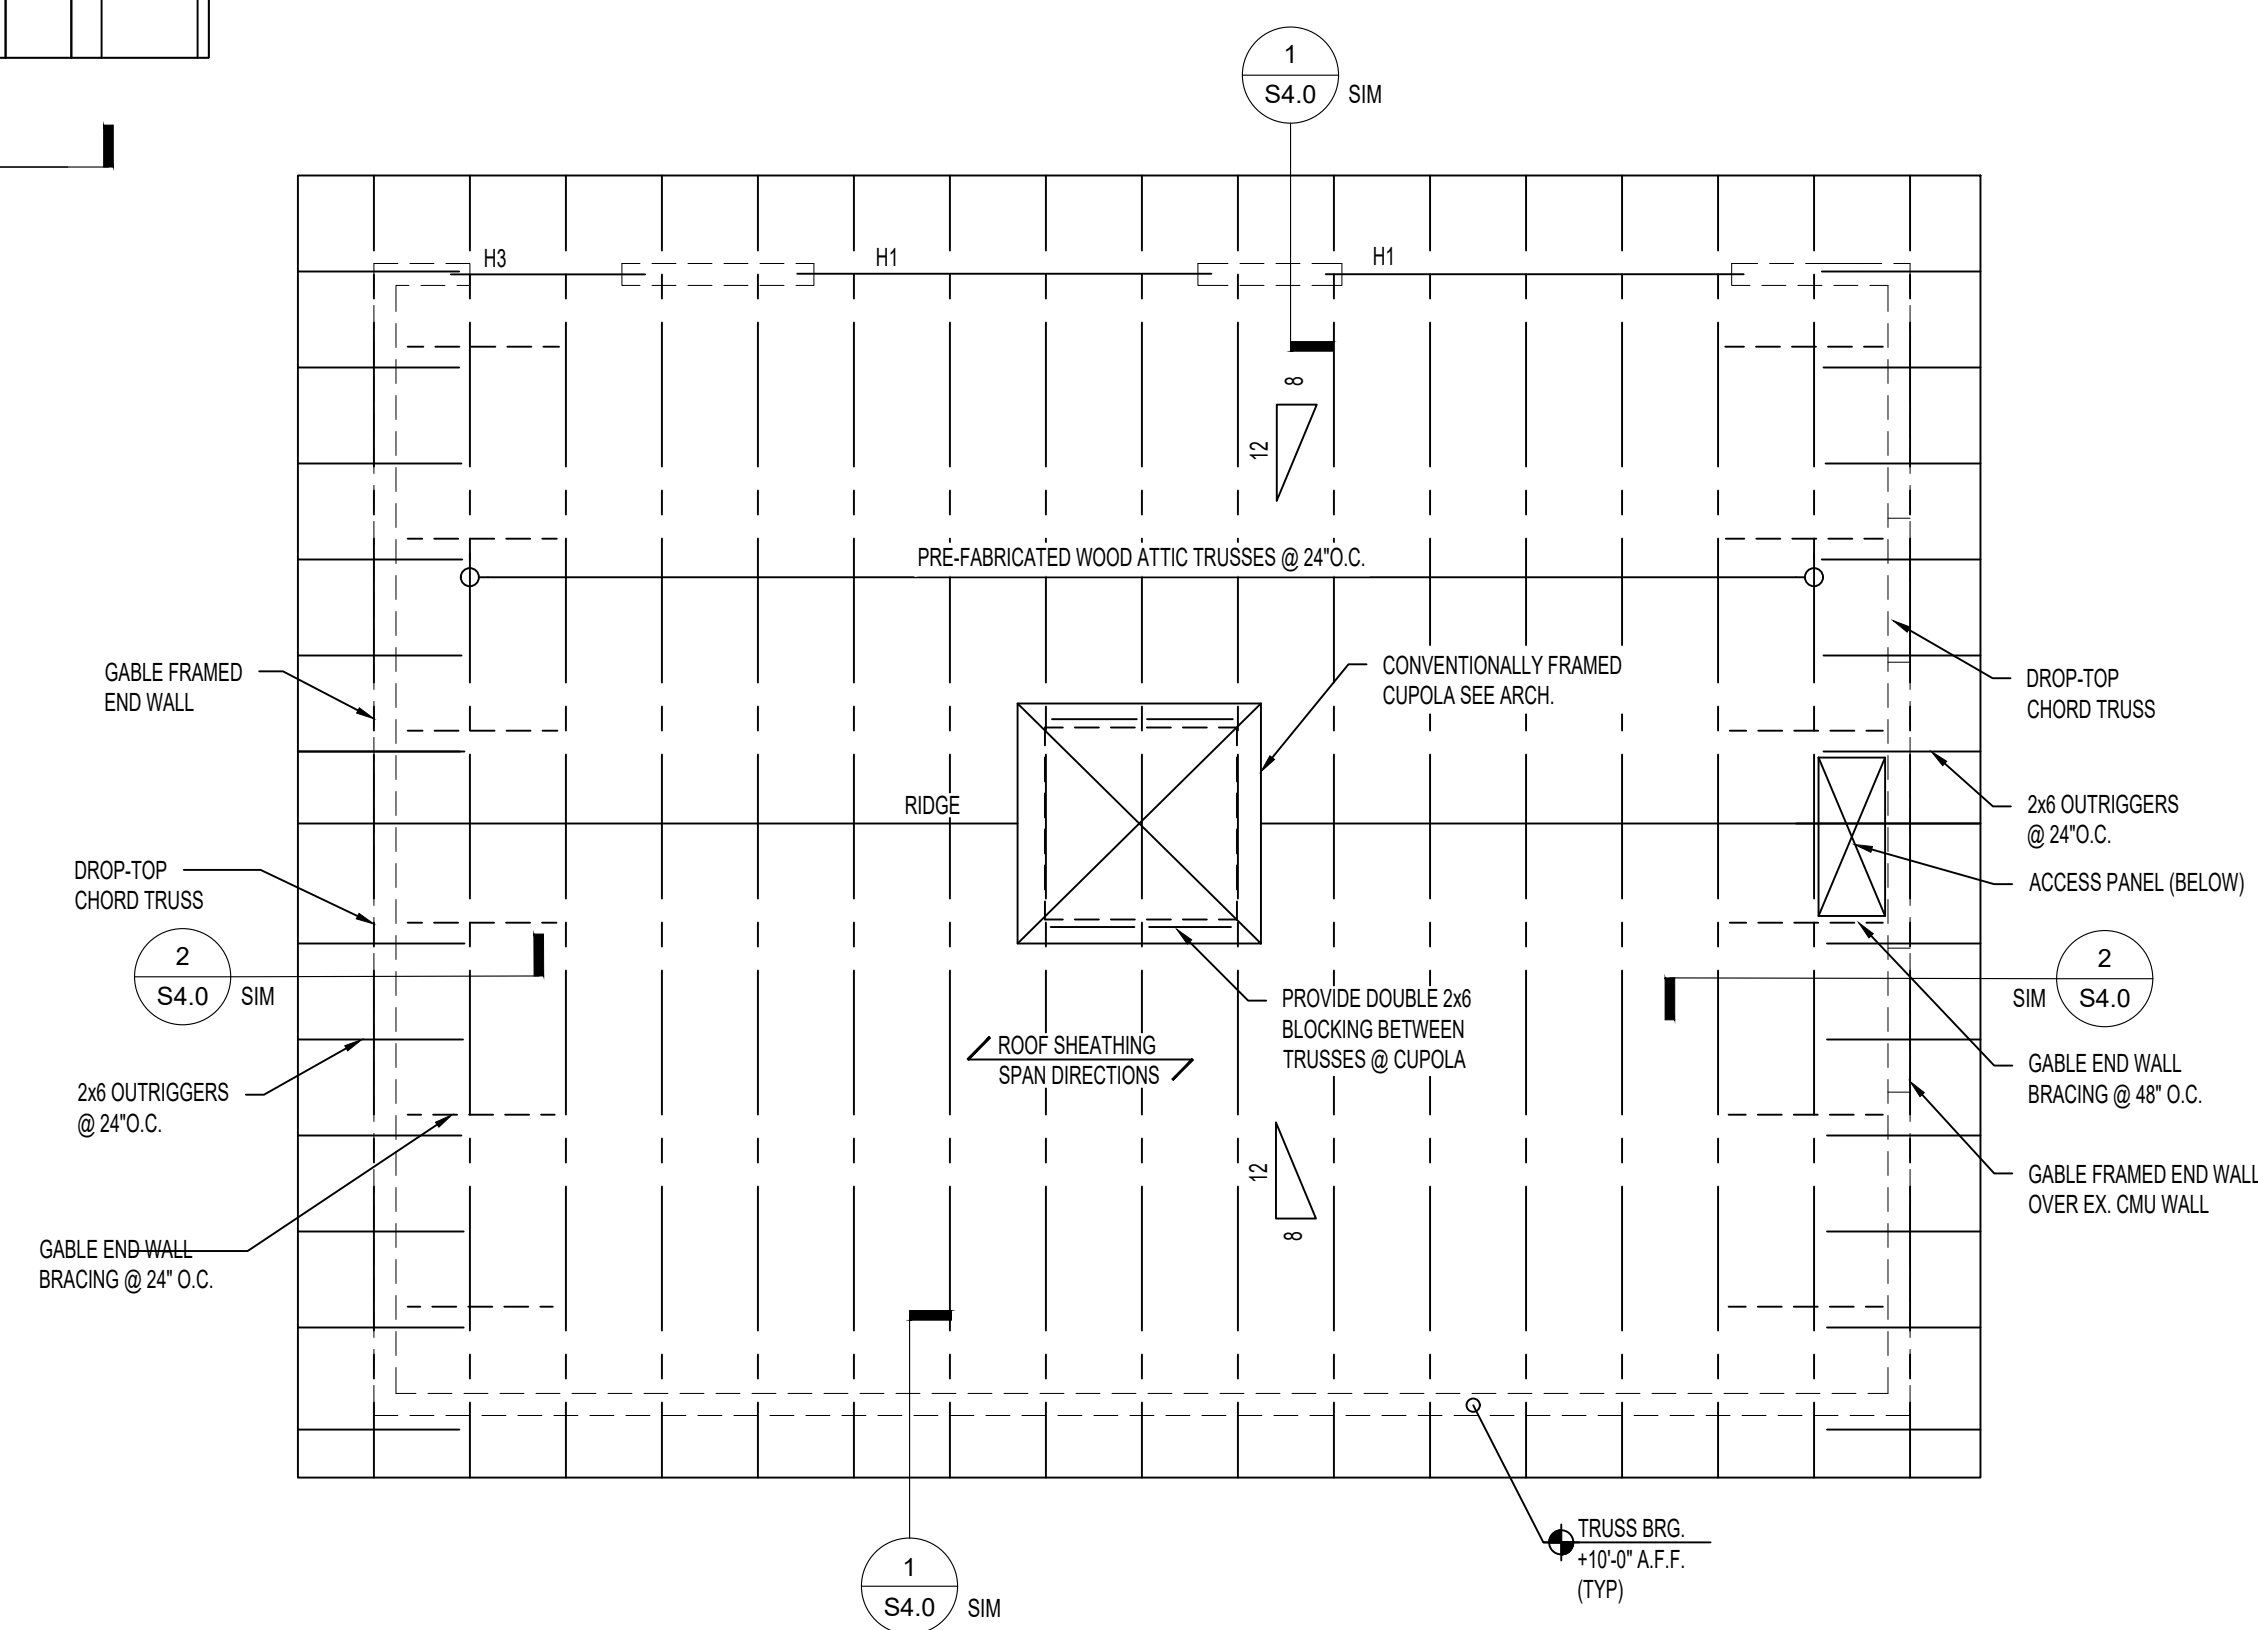 1
S4.0 SIM
H3
H1
H1
8
12
PRE-FABRICATED WOOD ATTIC TRUSSES @ 24"O.C.
GABLE FRAMED
END WALL
CONVENTIONALLY FRAMED
CUPOLA SEE ARCH.
DROP-TOP
CHORD TRUSS
RIDGE
2x6 OUTRIGGERS
@ 24"O.C.
DROP-TOP
CHORD TRUSS
ACCESS PANEL (BELOW)
2
S4.0 SIM
PROVIDE DOUBLE 2x6
BLOCKING BETWEEN
TRUSSES @ CUPOLA
2
SIM S4.0
ROOF SHEATHING
SPAN DIRECTIONS
2x6 OUTRIGGERS
@ 24"O.C.
GABLE END WALL
BRACING @ 48" O.C.
12
8
GABLE FRAMED END WALL
OVER EX. CMU WALL
GABLE END WALL
BRACING @ 24" O.C.
TRUSS BRG.
+10'-0" A.F.F.
(TYP)
1
S4.0 SIM